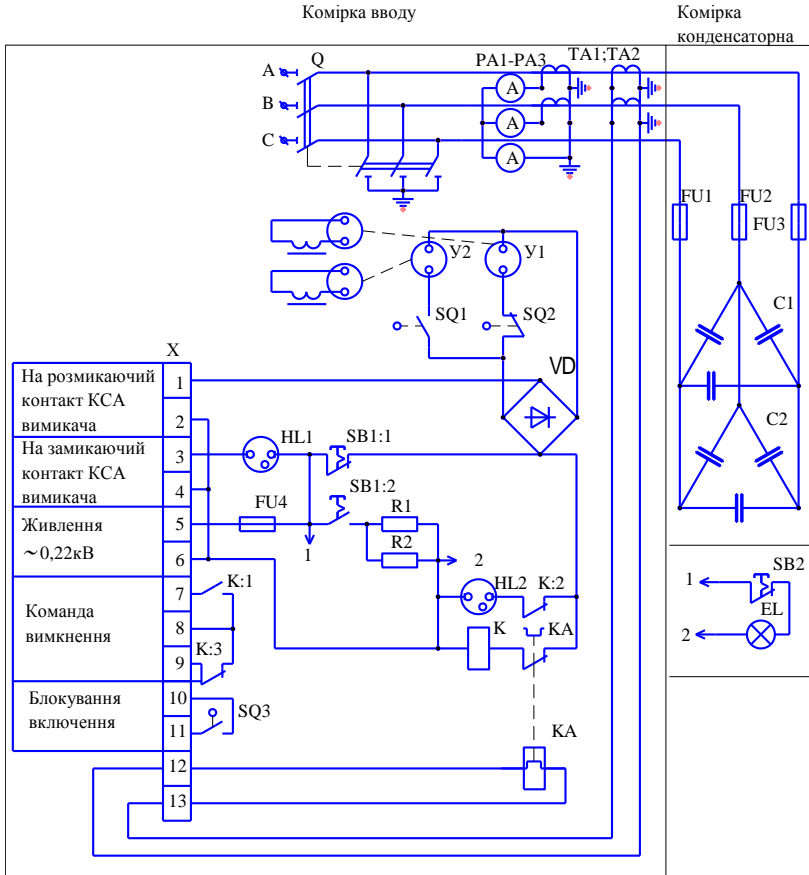 Комірка вводу
Комірка
конденсаторна
A
Q
PA1-PA3
TA1;TA2
A
B
A
C
A
FU1
FU2
FU3
У2
У1
C1
SQ1
SQ2
X
VD
На розмикаючий
контакт КСА
вимикача
1
2
C2
На замикаючий
контакт КСА
вимикача
3
4
HL1
SB1:1
SB1:2
Живлення
~0,22кВ
5
6
FU4
R1
1
R2
2
SB2
1
EL
2
Команда
вимкнення
7
8
9
K:1
K:3
HL2
K:2
K
KA
Блокування
включення
10
11
SQ3
KA
12
13